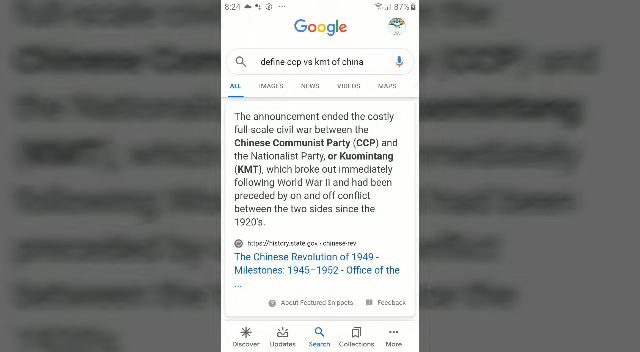 8:24 87%
Google
define ccp vs kmt of china
ALL IMAGES NEWS VIDEOS MAPS
The announcement ended the costly
full-scale civil war between the
Chinese Communist Party (CCP) and
the Nationalist Party, or Kuomintang
(KMT), which broke out immediately
following World War II and had been
preceded by on and off conflict
between the two sides since the
1920's.
https://history.state.gov › chinese-rev
The Chinese Revolution of 1949 -
Milestones: 1945–1952 - Office of the
...
About Featured Snippets Feedback
Discover Updates Search Collections More